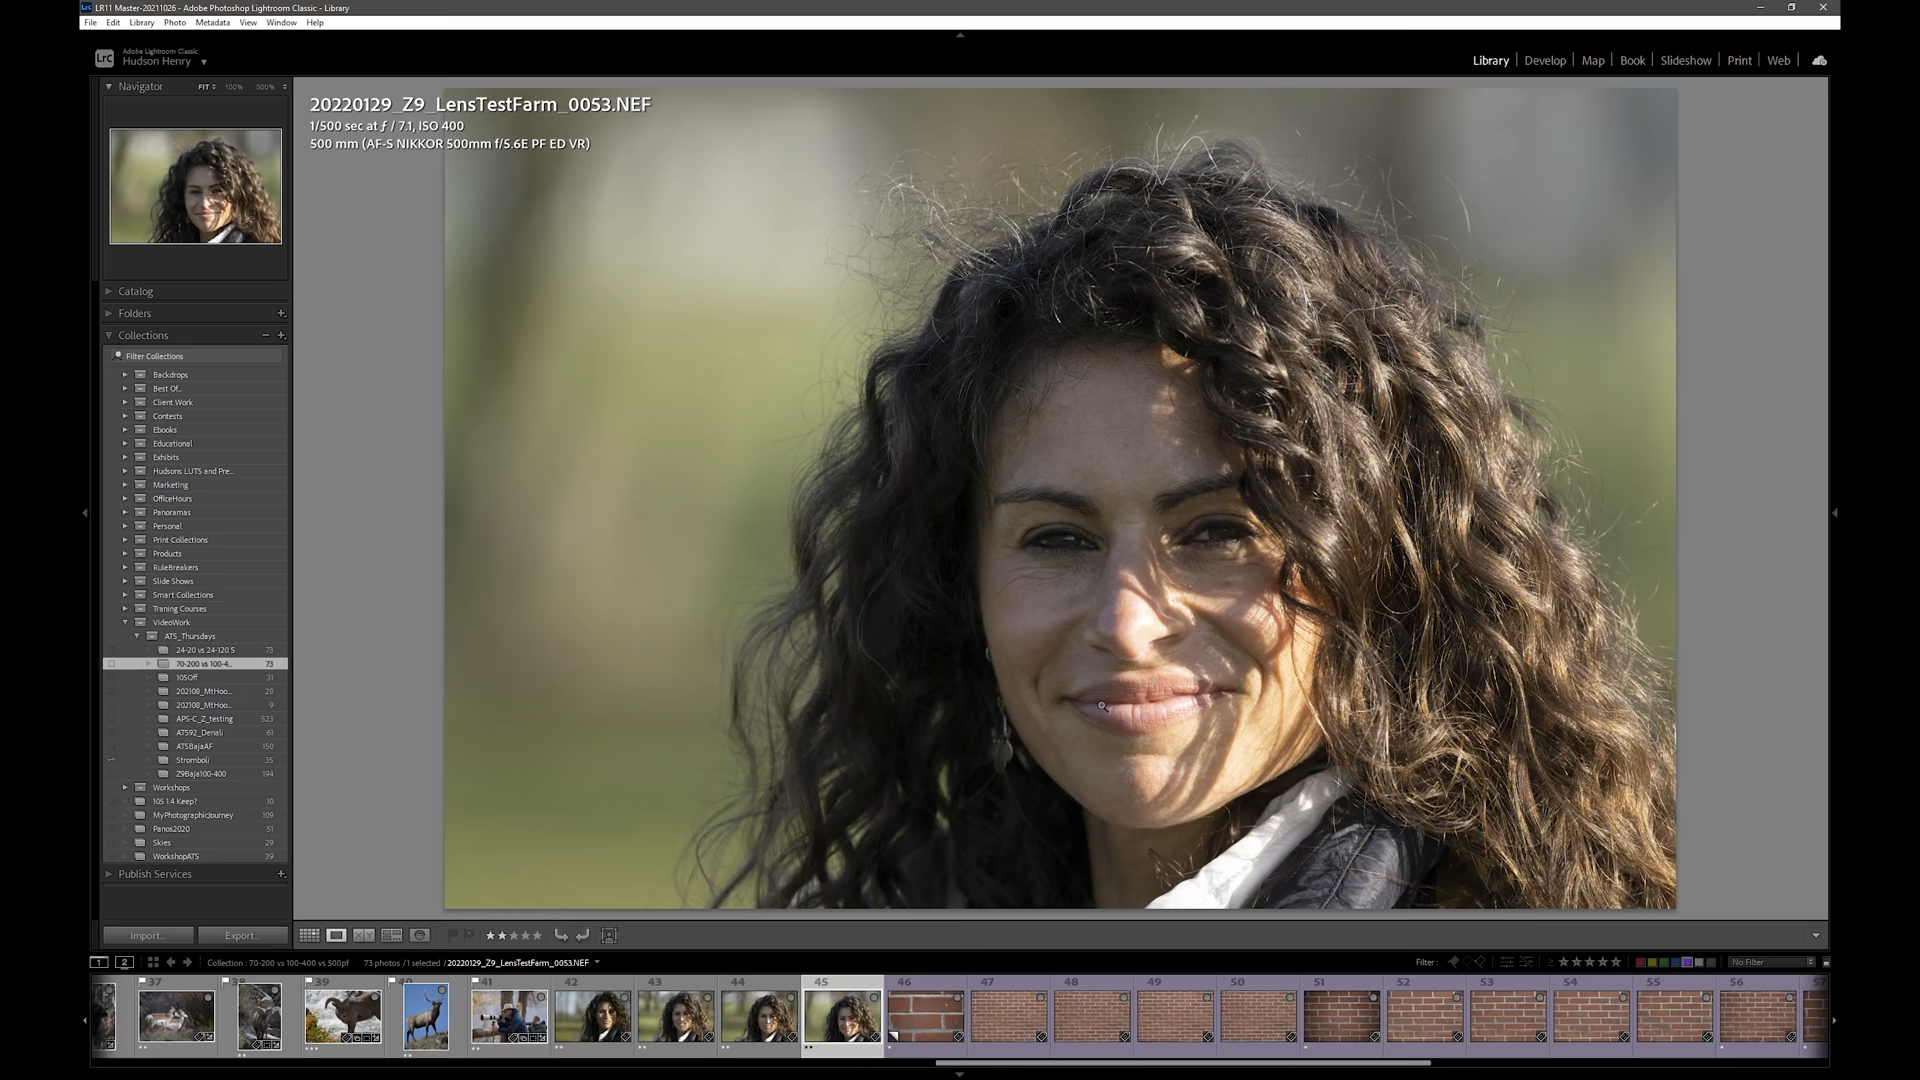 LR11 Master-20211026 - Adobe Photoshop Lightroom Classic - Library
File Edit Library Photo Metadata View Window Help
LrC
Adobe Lightroom Classic
Hudson Henry
Library Develop Map Book Slideshow Print Web
Navigator FIT 100% 300%
20220129_Z9_LensTestFarm_0053.NEF
1/500 sec at ƒ / 7.1, ISO 400
500 mm (AF-S NIKKOR 500mm f/5.6E PF ED VR)
Catalog
Folders
Collections
Filter Collections
Backdrops
Best Of...
Client Work
Contests
Ebooks
Educational
Exhibits
Hudsons LUTS and Pre...
Marketing
OfficeHours
Panoramas
Personal
Print Collections
Products
RuleBreakers
Slide Shows
Smart Collections
Traning Courses
VideoWork
ATS_Thursdays
24-20 vs 24-120 S 73
70-200 vs 100-4... 73
105Off 31
202108_MtHoo... 28
202108_MtHoo... 9
APS-C_Z_testing 523
ATS92_Denali 61
ATSBajaAF 150
Stromboli 35
Z9Baja100-400 194
Workshops
105 1.4 Keep? 10
MyPhotographicJourney 109
Panos2020 51
Skies 29
WorkshopATS 39
Publish Services
Import... Export...
1 2 Collection : 70-200 vs 100-400 vs 500pf 73 photos / 1 selected / 20220129_Z9_LensTestFarm_0053.NEF Filter : No Filter
37 38 39 40 41 42 43 44 45 46 47 48 49 50 51 52 53 54 55 56 57